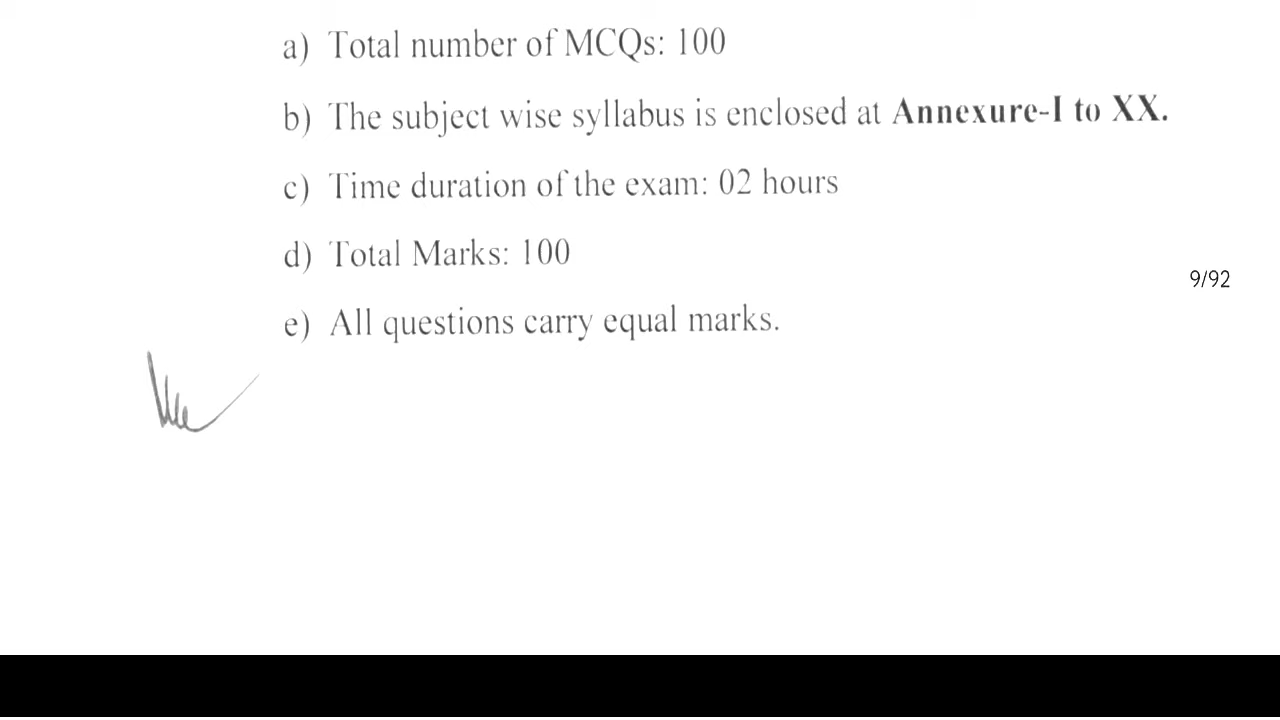 a) Total number of MCQs: 100
b) The subject wise syllabus is enclosed at Annexure-I to XX.
c) Time duration of the exam: 02 hours
d) Total Marks: 100
9/92
e) All questions carry equal marks.